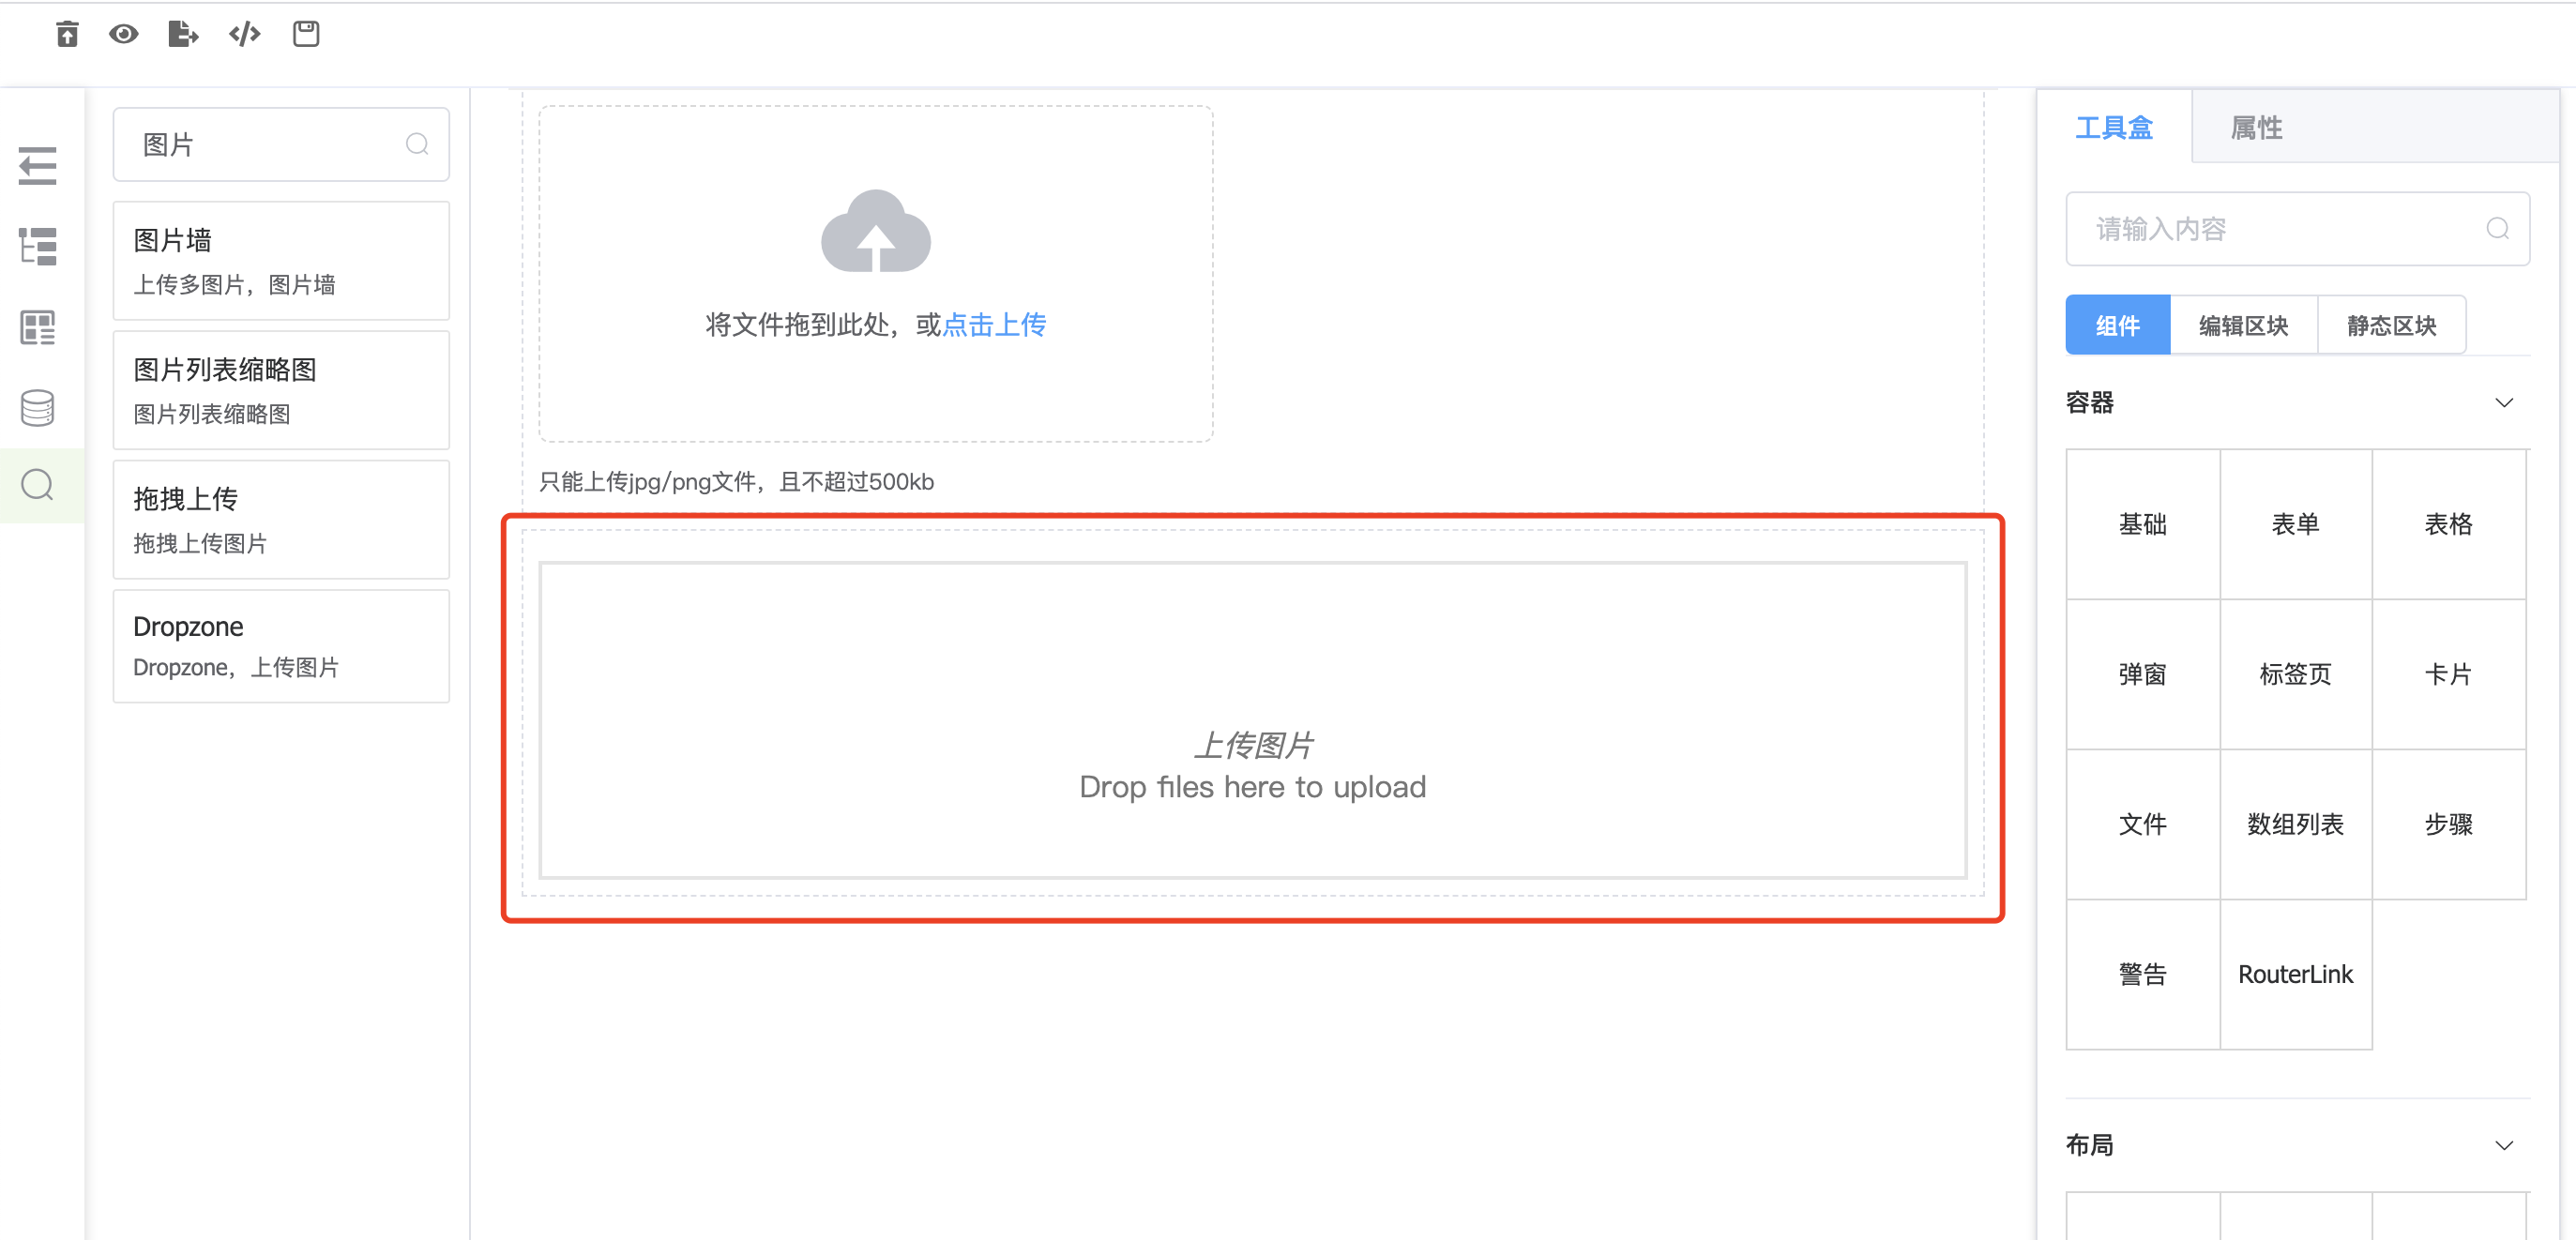 图片
图片墙
上传多图片，图片墙
图片列表缩略图
图片列表缩略图
拖拽上传
拖拽上传图片
Dropzone
Dropzone，上传图片
将文件拖到此处，或点击上传
只能上传jpg/png文件，且不超过500kb
上传图片
Drop files here to upload
工具盒
属性
请输入内容
组件
编辑区块
静态区块
容器
基础
表单
表格
弹窗
标签页
卡片
文件
数组列表
步骤
警告
RouterLink
布局